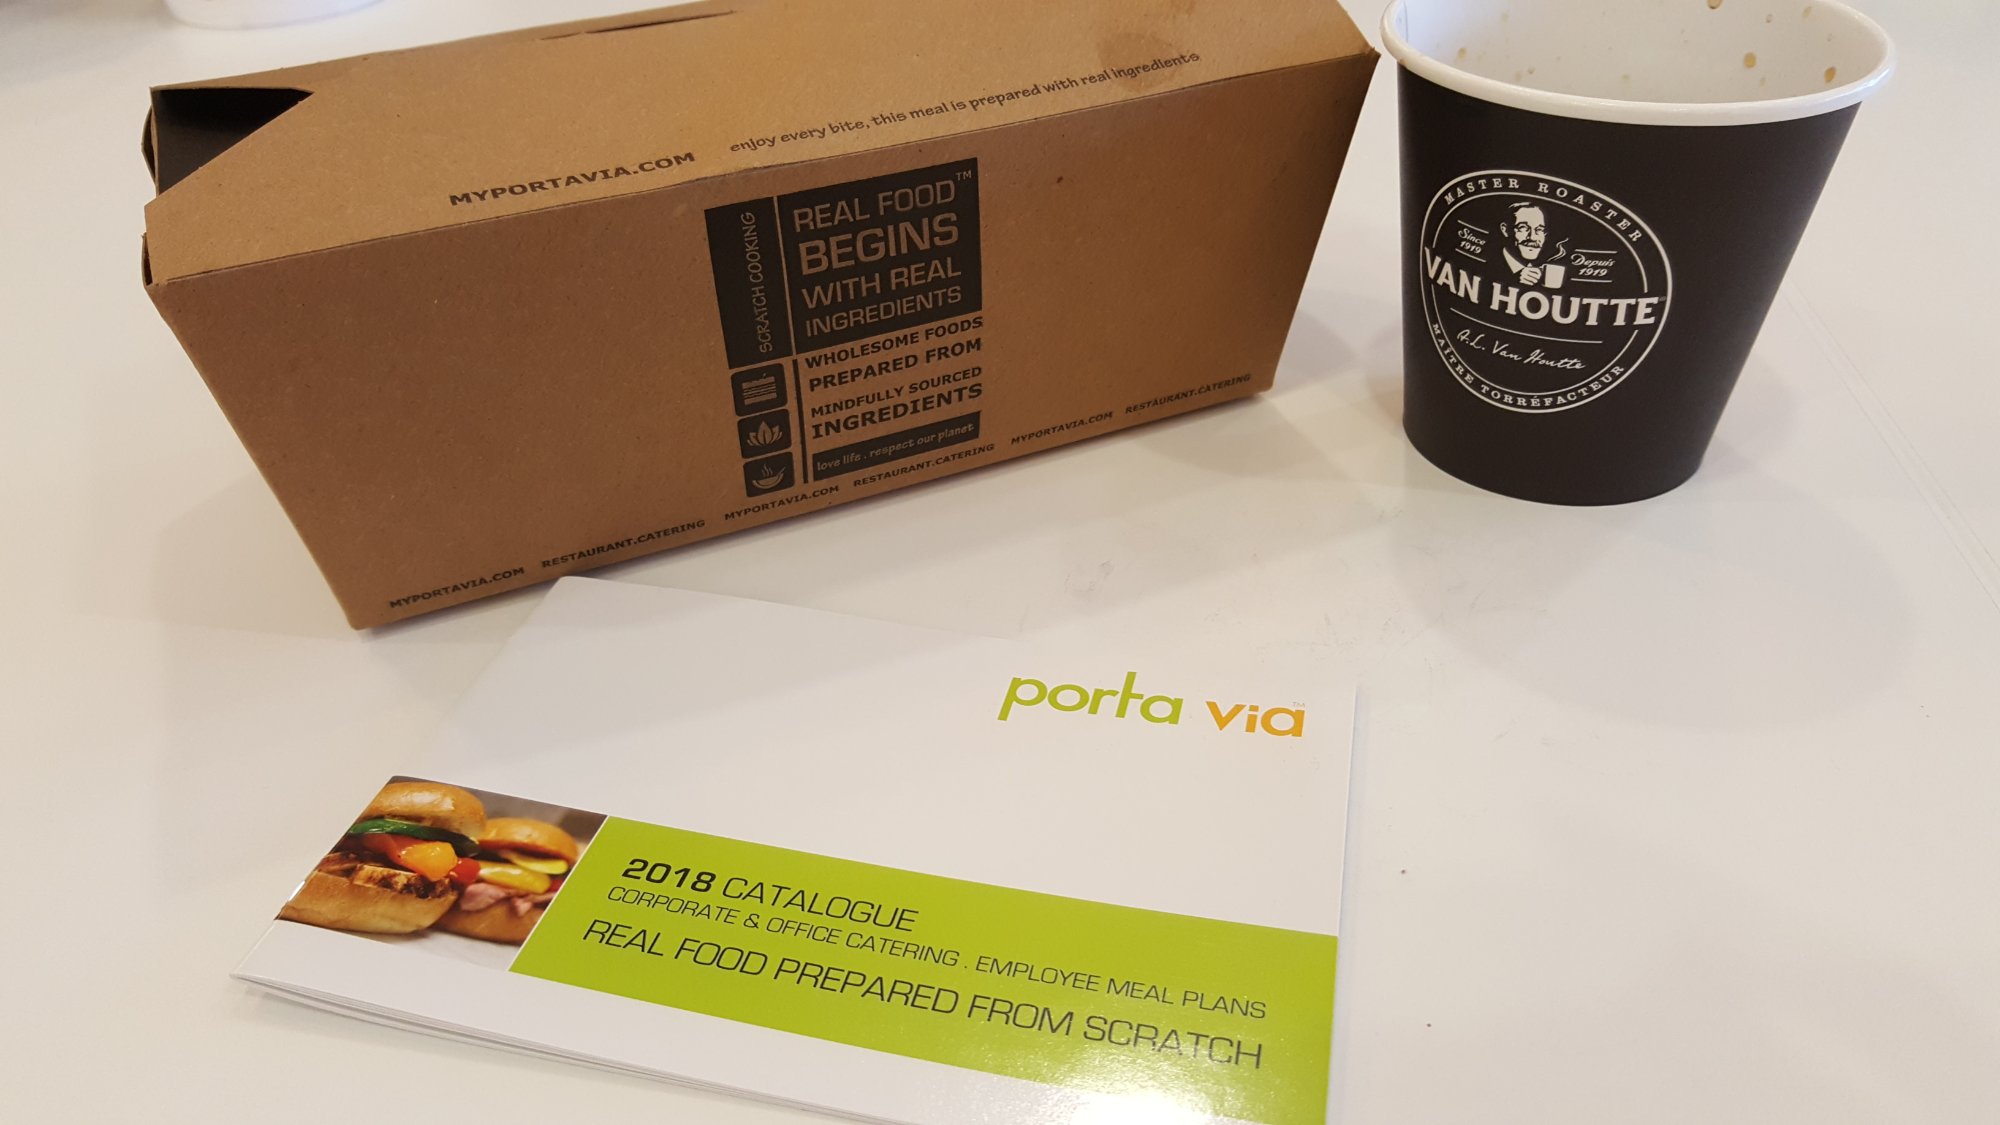 MYPORTAVIA.COM
enjoy every bite, this meal is prepared with real ingredients
SCRATCH COOKING
REAL FOOD™
BEGINS
WITH REAL
INGREDIENTS
WHOLESOME FOODS
PREPARED FROM
MINDFULLY SOURCED
INGREDIENTS
love life . respect our planet
MYPORTAVIA.COM RESTAURANT.CATERING MYPORTAVIA.COM RESTAURANT.CATERING MYPORTAVIA.COM RESTAURANT.CATERING
MASTER ROASTER
Since
1919
Depuis
1919
VAN HOUTTE
A.L. Van Houtte
MAÎTRE TORRÉFACTEUR
porta via™
2018 CATALOGUE
CORPORATE & OFFICE CATERING . EMPLOYEE MEAL PLANS
REAL FOOD PREPARED FROM SCRATCH